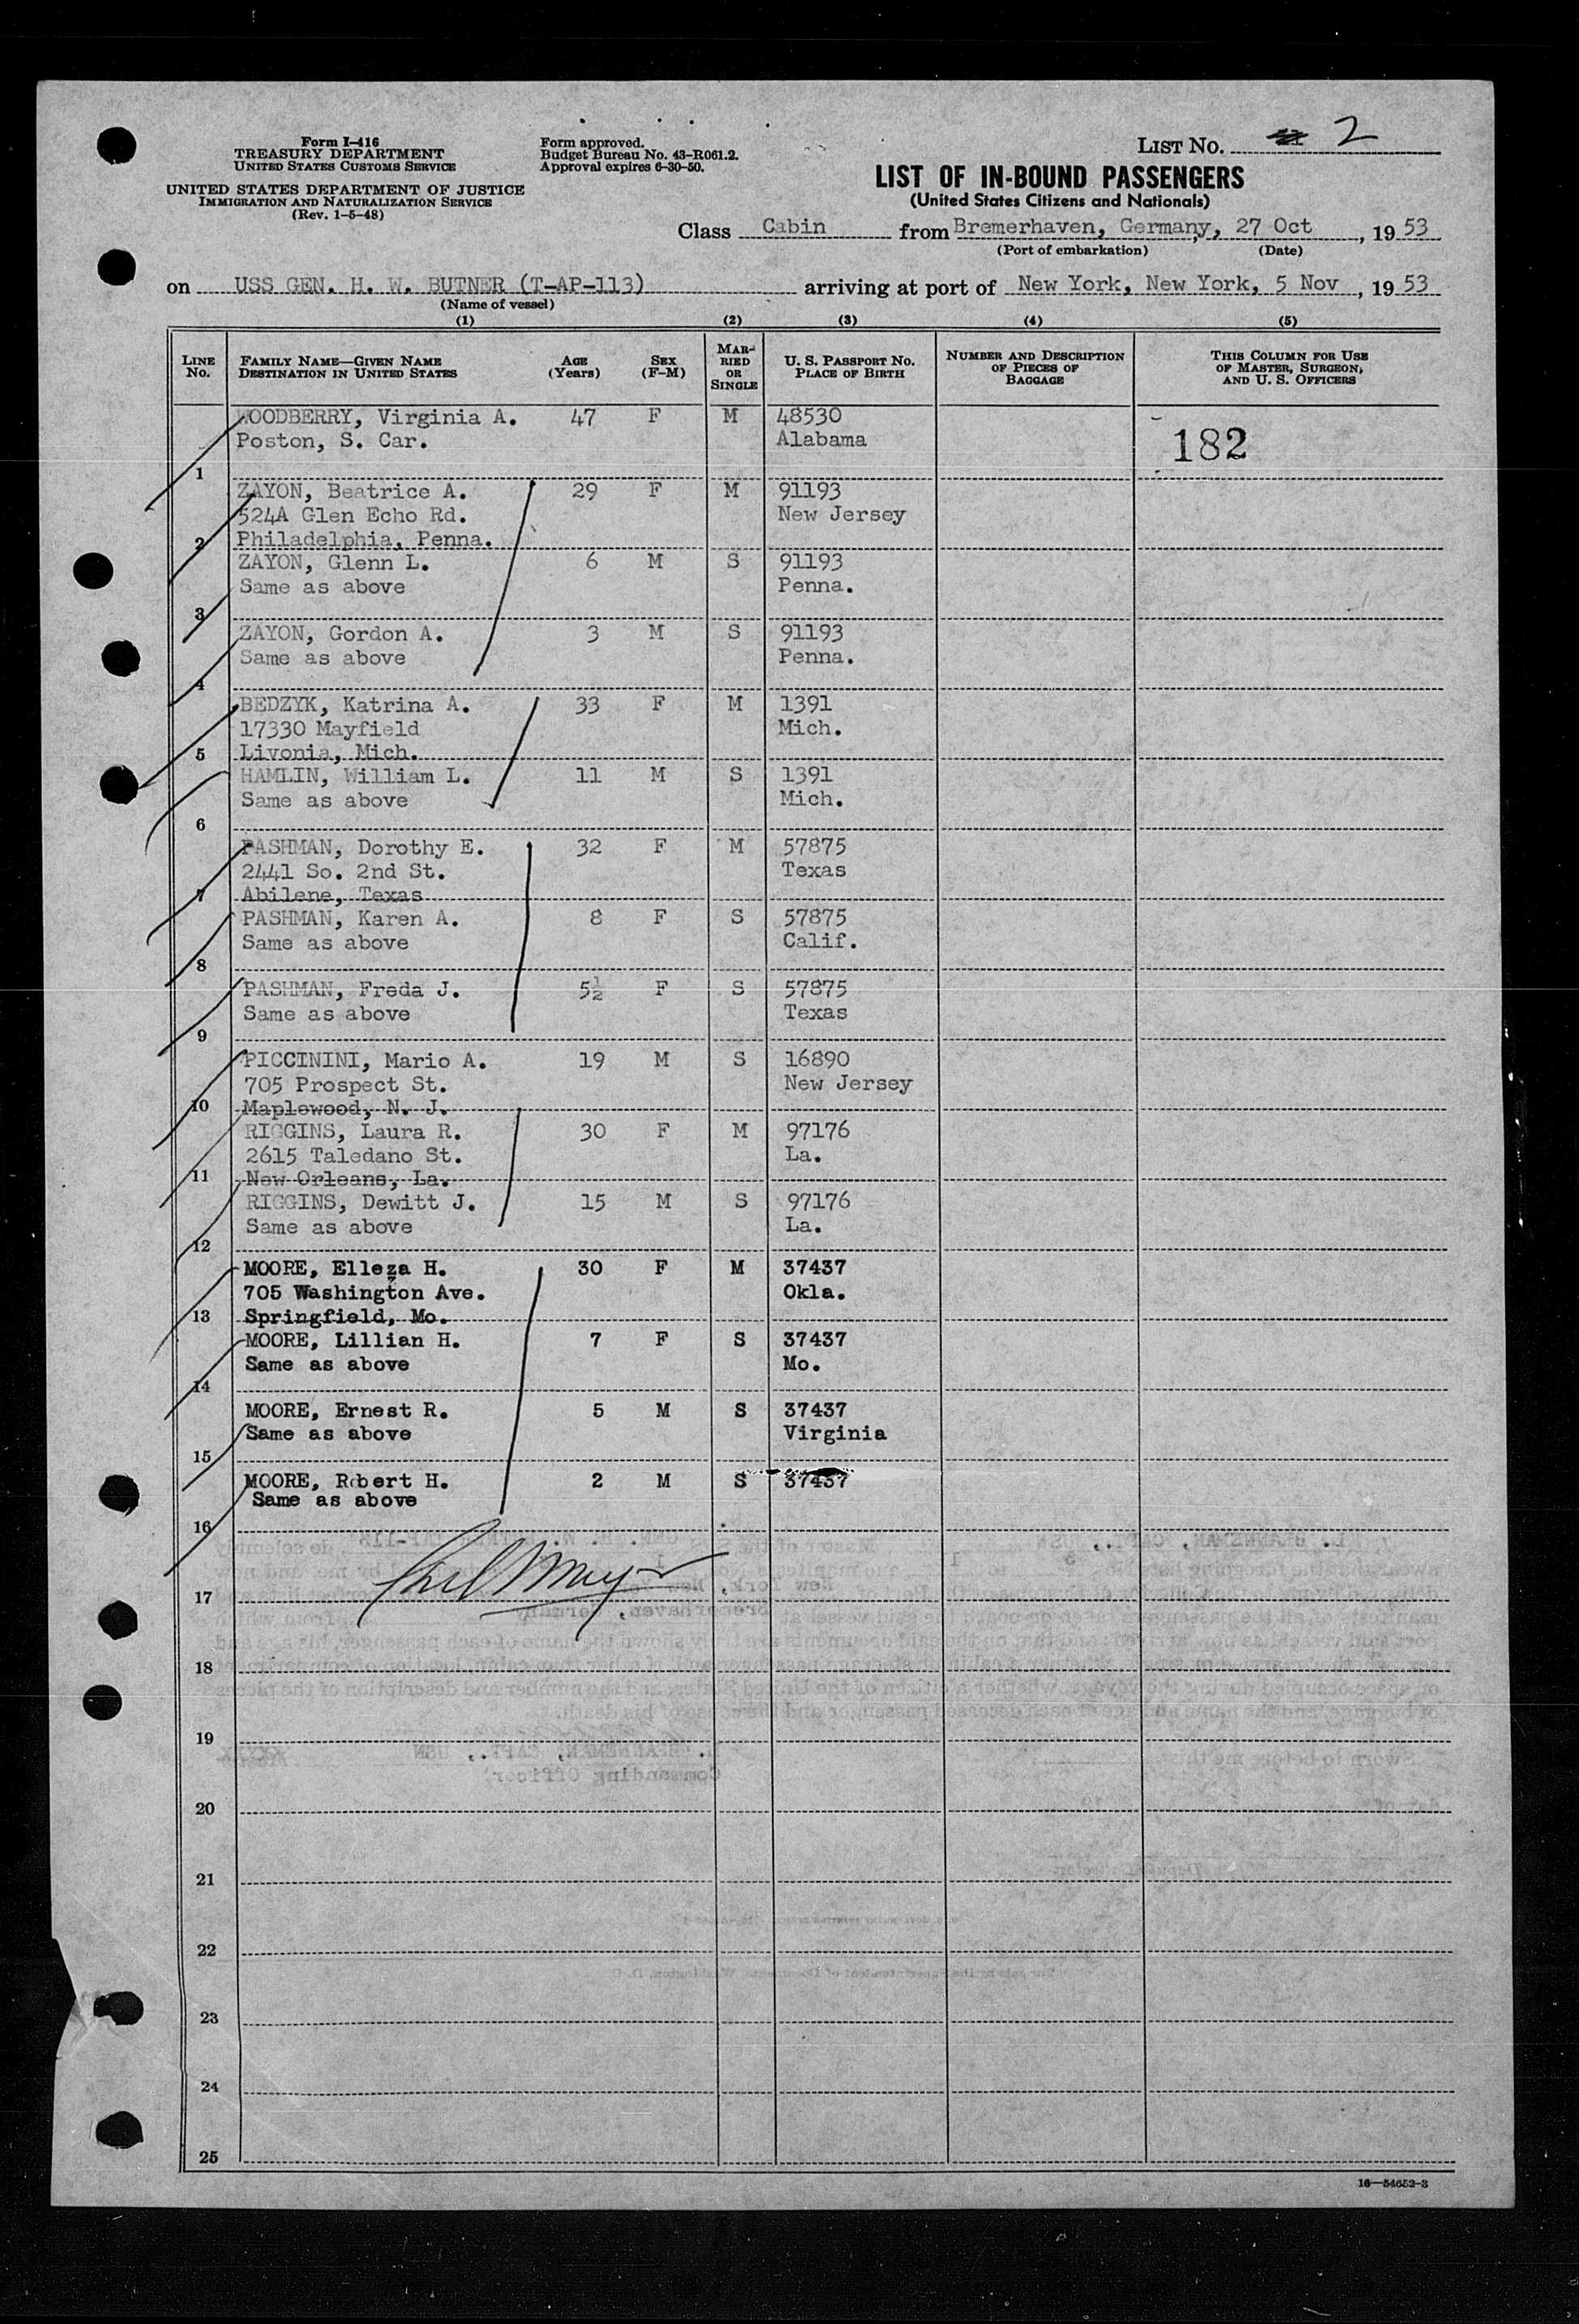 Form I-416
TREASURY DEPARTMENT
UNITED STATES CUSTOMS SERVICE
UNITED STATES DEPARTMENT OF JUSTICE
IMMIGRATION AND NATURALIZATION SERVICE
(Rev. 1-5-48)
Form approved.
Budget Bureau No. 43-R061.2.
Approval expires 6-30-50.
LIST NO. 2
LIST OF IN-BOUND PASSENGERS
(United States Citizens and Nationals)
Class Cabin from Bremerhaven, Germany, 27 Oct, 19 53
(Port of embarkation) (Date)
on USS GEN. H. W. BUTNER (T-AP-113) arriving at port of New York, New York, 5 Nov, 19 53
(Name of vessel)
(1) (2) (3) (4) (5)
LINE NO.
FAMILY NAME—GIVEN NAME
DESTINATION IN UNITED STATES
AGE
(Years)
SEX
(F-M)
MAR-
RIED
OR
SINGLE
U. S. PASSPORT NO.
PLACE OF BIRTH
NUMBER AND DESCRIPTION
OF PIECES OF
BAGGAGE
THIS COLUMN FOR USE
OF MASTER, SURGEON,
AND U. S. OFFICERS
WOODBERRY, Virginia A. 47 F M 48530
Poston, S. Car. Alabama 182
1
ZAYON, Beatrice A. 29 F M 91193
524A Glen Echo Rd. New Jersey
2 Philadelphia, Penna.
ZAYON, Glenn L. 6 M S 91193
Same as above Penna.
3
ZAYON, Gordon A. 3 M S 91193
Same as above Penna.
4
BEDZYK, Katrina A. 33 F M 1391
17330 Mayfield Mich.
5 Livonia, Mich.
HAMLIN, William L. 11 M S 1391
Same as above Mich.
6
PASHMAN, Dorothy E. 32 F M 57875
2441 So. 2nd St. Texas
7 Abilene, Texas
PASHMAN, Karen A. 8 F S 57875
Same as above Calif.
8
PASHMAN, Freda J. 5½ F S 57875
Same as above Texas
9
PICCININI, Mario A. 19 M S 16890
705 Prospect St. New Jersey
10 Maplewood, N. J.
RIGGINS, Laura R. 30 F M 97176
2615 Taledano St. La.
11 New Orleans, La.
RIGGINS, Dewitt J. 15 M S 97176
Same as above La.
12
MOORE, Elleza H. 30 F M 37437
705 Washington Ave. Okla.
13 Springfield, Mo.
MOORE, Lillian H. 7 F S 37437
Same as above Mo.
14
MOORE, Ernest R. 5 M S 37437
Same as above Virginia
15
MOORE, Robert H. 2 M S 37437
Same as above
16
17
18
19
20
21
22
23
24
25
16—54652-3